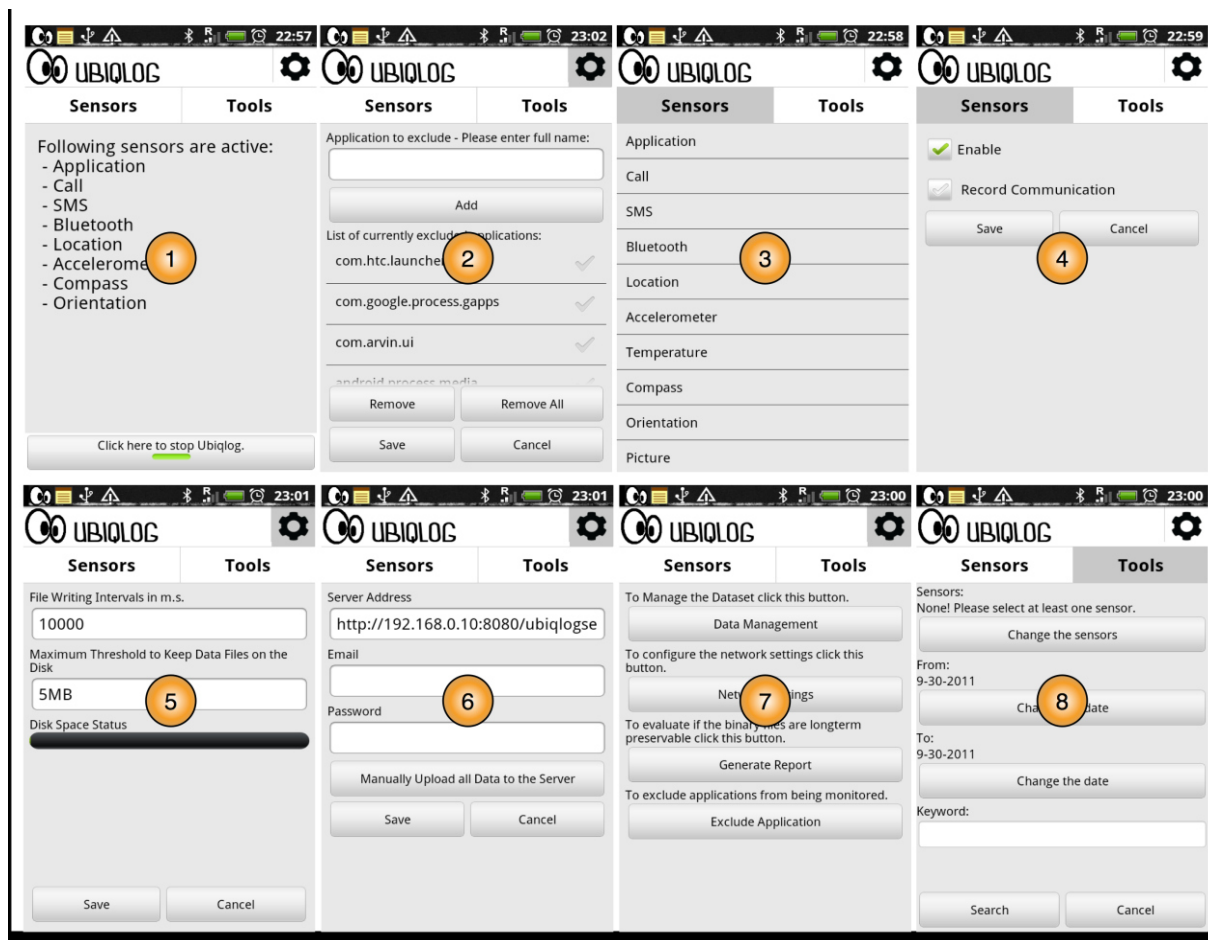 22:57
UBIQLOG
Sensors Tools
Following sensors are active:
- Application
- Call
- SMS
- Bluetooth
- Location
- Accelerome
- Compass
- Orientation
1
Click here to stop Ubiqlog.
R 23:02
UBIQLOG
Sensors Tools
Application to exclude - Please enter full name:
Add
List of currently exclude applications:
com.htc.launche
2
com.google.process.gapps
com.arvin.ui
android.process.media
Remove Remove All
Save Cancel
R 22:58
UBIQLOG
Sensors Tools
Application
Call
SMS
Bluetooth
3
Location
Accelerometer
Temperature
Compass
Orientation
Picture
R 22:59
UBIQLOG
Sensors Tools
Enable
Record Communication
Save Cancel
4
R 23:01
UBIQLOG
Sensors Tools
File Writing Intervals in m.s.
10000
Maximum Threshold to Keep Data Files on the
Disk
5MB
5
Disk Space Status
Save Cancel
R 23:01
UBIQLOG
Sensors Tools
Server Address
http://192.168.0.10:8080/ubiqlogse
Email
6
Password
Manually Upload all Data to the Server
Save Cancel
R 23:00
UBIQLOG
Sensors Tools
To Manage the Dataset click this button.
Data Management
To configure the network settings click this
button.
Net ings
7
To evaluate if the binary files are longterm
preservable click this button.
Generate Report
To exclude applications from being monitored.
Exclude Application
R 23:00
UBIQLOG
Sensors Tools
Sensors:
None! Please select at least one sensor.
Change the sensors
From:
9-30-2011
Cha date
8
To:
9-30-2011
Change the date
Keyword:
Search Cancel